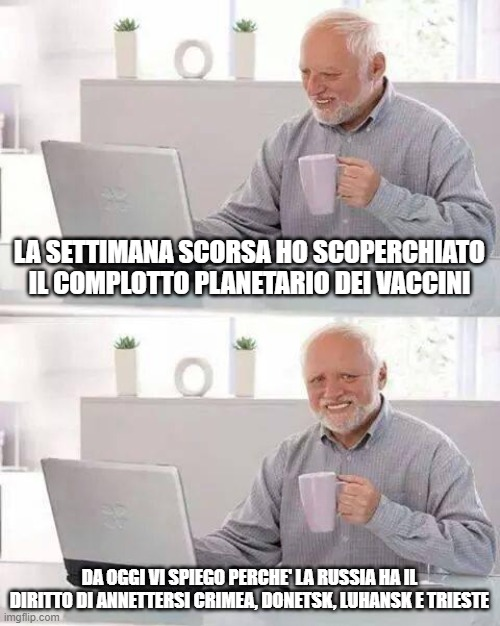 LA SETTIMANA SCORSA HO SCOPERCHIATO
IL COMPLOTTO PLANETARIO DEI VACCINI
DA OGGI VI SPIEGO PERCHE' LA RUSSIA HA IL
DIRITTO DI ANNETTERSI CRIMEA, DONETSK, LUHANSK E TRIESTE
imgflip.com